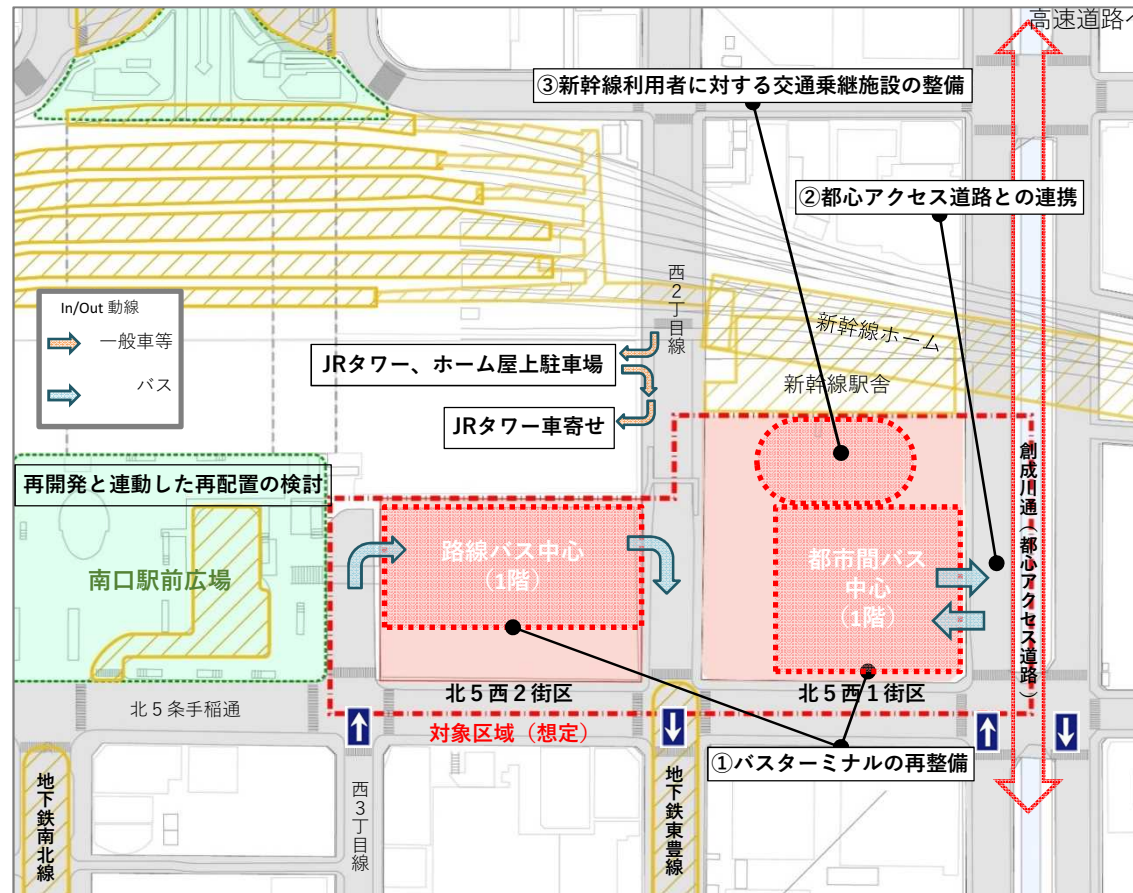 高速道路へ
③新幹線利用者に対する交通乗継施設の整備
②都心アクセス道路との連携
西2丁目線
In/Out 動線
一般車等
バス
新幹線ホーム
JRタワー、ホーム屋上駐車場
新幹線駅舎
JRタワー車寄せ
創成川通(都心アクセス道路)
再開発と連動した再配置の検討
路線バス中心
(1階)
都市間バス
中心
(1階)
南口駅前広場
北5西2街区
北5西1街区
北5条手稲通
対象区域(想定)
①バスターミナルの再整備
地下鉄南北線
西3丁目線
地下鉄東豊線